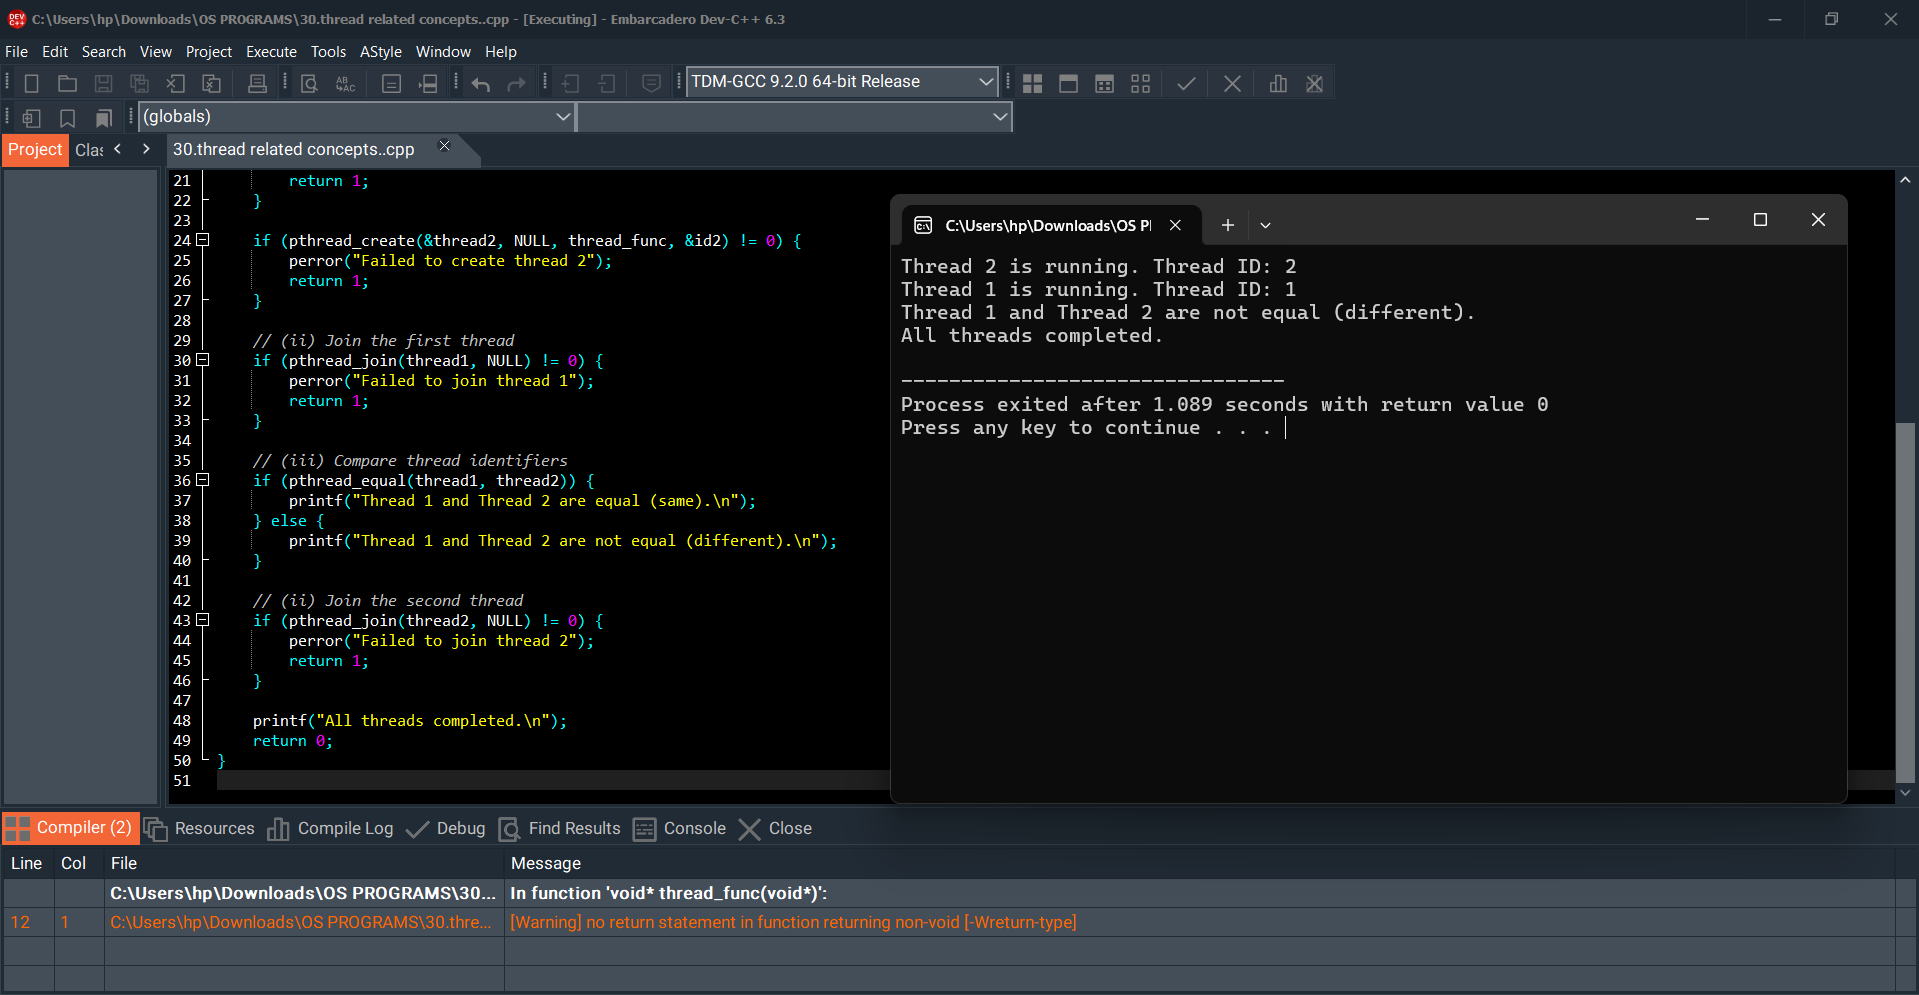 C:\Users\hp\Downloads\OS PROGRAMS\30.thread related concepts..cpp - [Executing] - Embarcadero Dev-C++ 6.3
File Edit Search View Project Execute Tools AStyle Window Help
TDM-GCC 9.2.0 64-bit Release
(globals)
Project Clas
30.thread related concepts..cpp
21 return 1;
22 }
23
24 if (pthread_create(&thread2, NULL, thread_func, &id2) != 0) {
25 perror("Failed to create thread 2");
26 return 1;
27 }
28
29 // (ii) Join the first thread
30 if (pthread_join(thread1, NULL) != 0) {
31 perror("Failed to join thread 1");
32 return 1;
33 }
34
35 // (iii) Compare thread identifiers
36 if (pthread_equal(thread1, thread2)) {
37 printf("Thread 1 and Thread 2 are equal (same).\n");
38 } else {
39 printf("Thread 1 and Thread 2 are not equal (different).\n");
40 }
41
42 // (ii) Join the second thread
43 if (pthread_join(thread2, NULL) != 0) {
44 perror("Failed to join thread 2");
45 return 1;
46 }
47
48 printf("All threads completed.\n");
49 return 0;
50 }
51
C:\Users\hp\Downloads\OS P
Thread 2 is running. Thread ID: 2
Thread 1 is running. Thread ID: 1
Thread 1 and Thread 2 are not equal (different).
All threads completed.
--------------------------------
Process exited after 1.089 seconds with return value 0
Press any key to continue . . .
Compiler (2) Resources Compile Log Debug Find Results Console Close
Line Col File Message
C:\Users\hp\Downloads\OS PROGRAMS\30... In function 'void* thread_func(void*)':
12 1 C:\Users\hp\Downloads\OS PROGRAMS\30.thre... [Warning] no return statement in function returning non-void [-Wreturn-type]